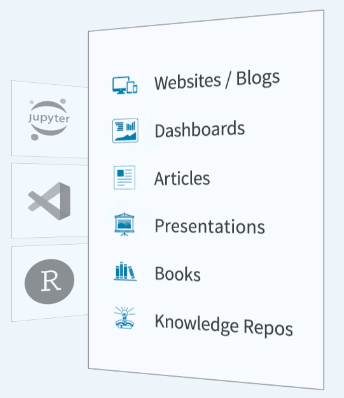 Websites / Blogs
Jupyter
Dashboards
Articles
Presentations
R
Books
Knowledge Repos